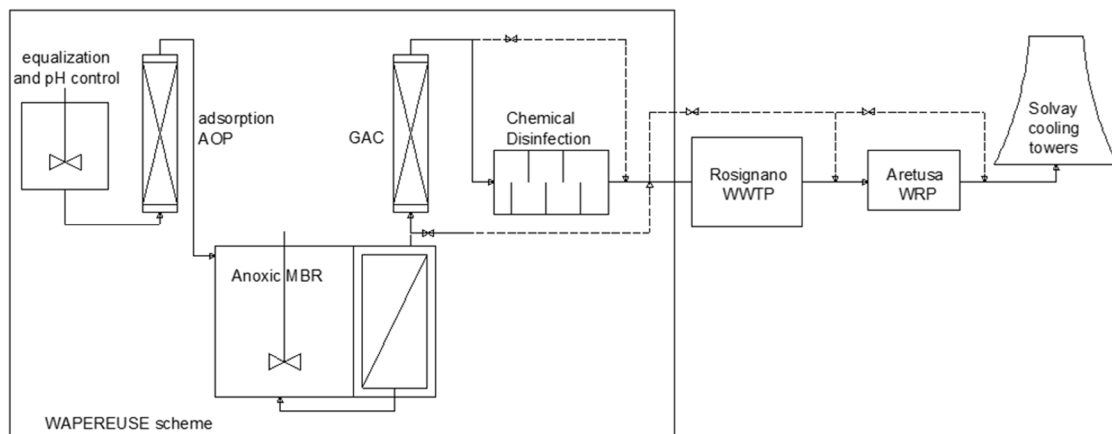 equalization
and pH control
adsorption
AOP
GAC
Chemical
Disinfection
Anoxic MBR
Rosignano
WWTP
Aretusa
WRP
Solvay
cooling
towers
WAPEREUSE scheme